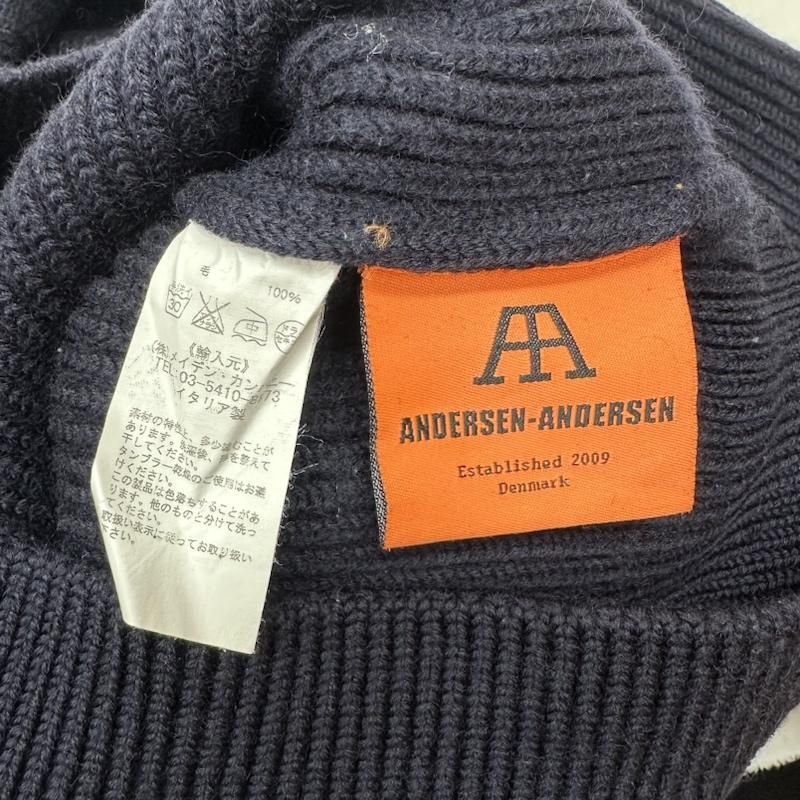 毛 100%
30 中
《輸入元》
(株)メイデン・カンパニー
TEL:03-5410-9773
イタリア製
素材の特性上、多少縮むことが
あります。洗濯後、形を整えて
干してください。
タンブラー乾燥のご使用はお避
けください。
この製品は色落ちすることがあ
ります。他のものと分けて洗っ
てください。
取扱い表示に従ってお取り扱い
下さい。
AA
ANDERSEN-ANDERSEN
Established 2009
Denmark